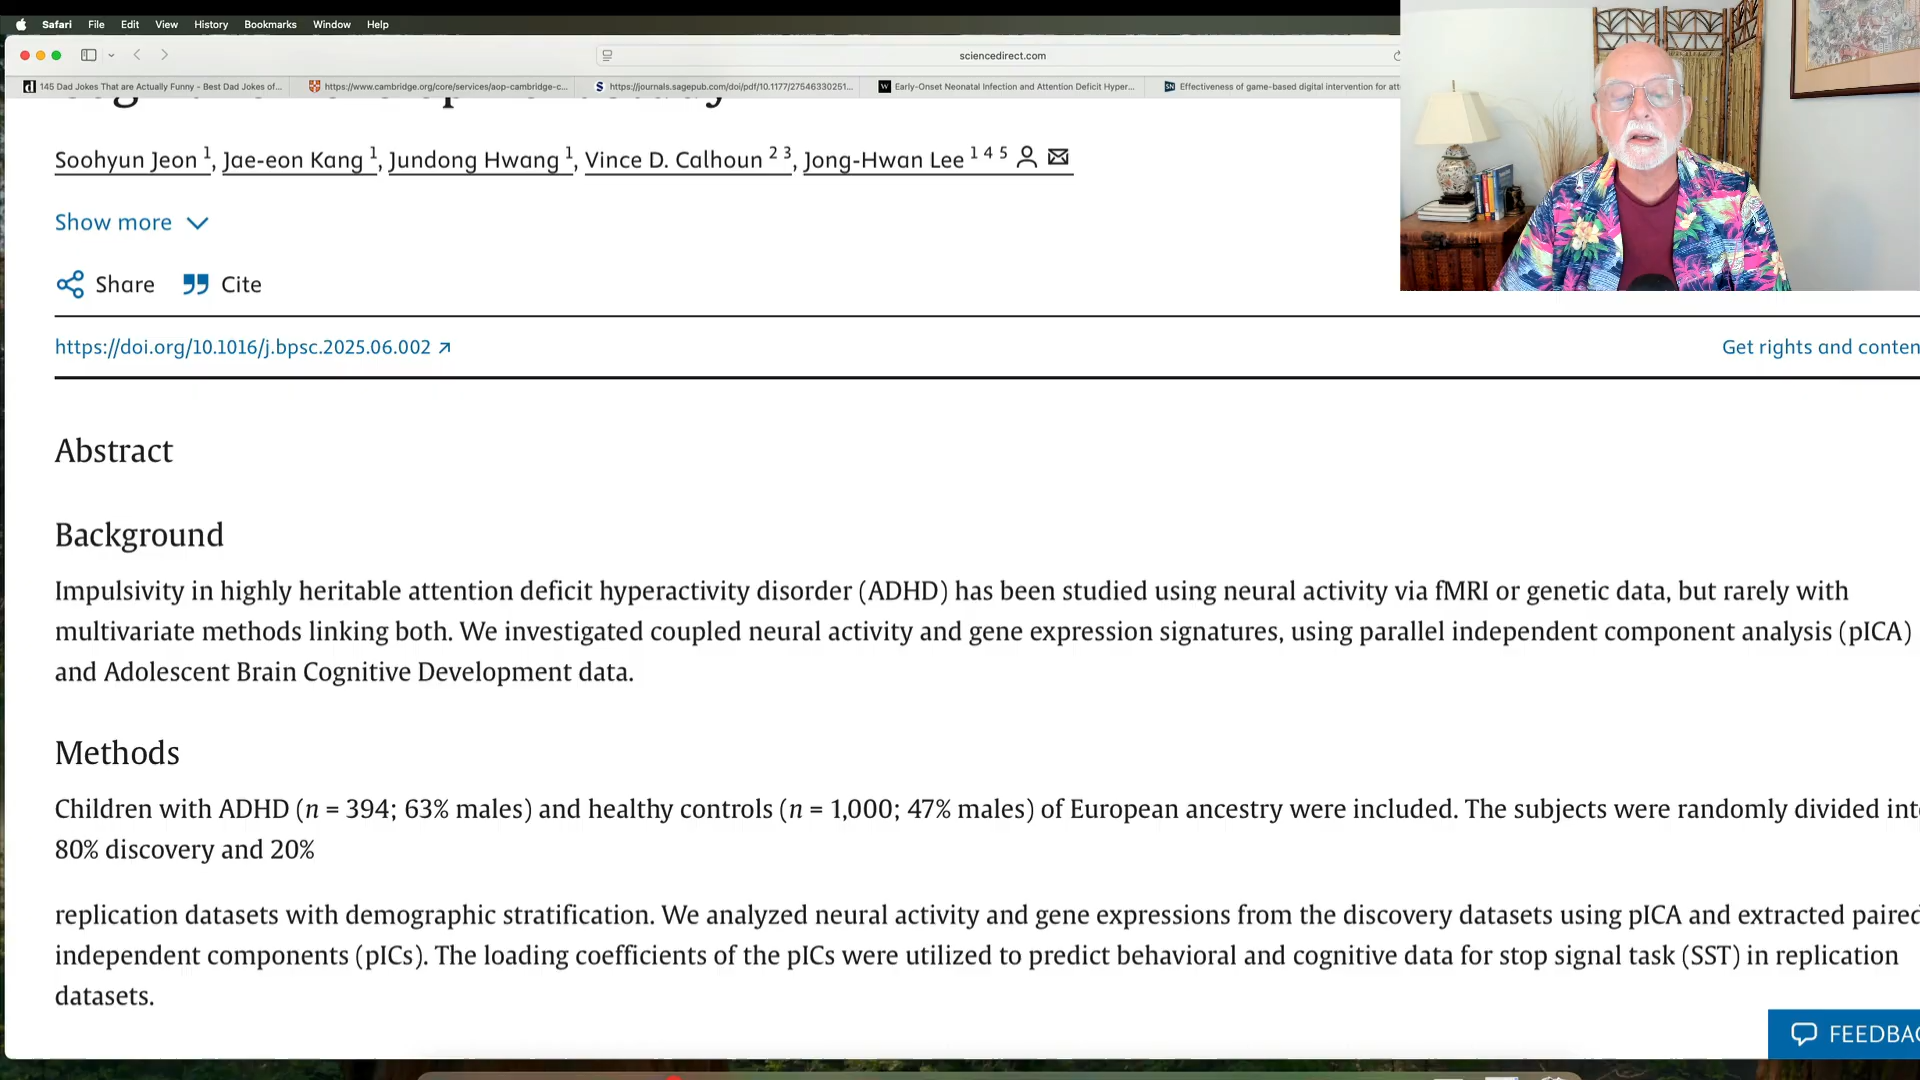 Safari File Edit View History Bookmarks Window Help
sciencedirect.com
145 Dad Jokes That are Actually Funny - Best Dad Jokes of...
https://www.cambridge.org/core/services/aop-cambridge-c...
https://journals.sagepub.com/doi/pdf/10.1177/27546330251...
Early-Onset Neonatal Infection and Attention Deficit Hyper...
Effectiveness of game-based digital intervention for att
Soohyun Jeon 1, Jae-eon Kang 1, Jundong Hwang 1, Vince D. Calhoun 2 3, Jong-Hwan Lee 1 4 5
Show more
Share Cite
https://doi.org/10.1016/j.bpsc.2025.06.002
Get rights and conten
Abstract
Background
Impulsivity in highly heritable attention deficit hyperactivity disorder (ADHD) has been studied using neural activity via fMRI or genetic data, but rarely with
multivariate methods linking both. We investigated coupled neural activity and gene expression signatures, using parallel independent component analysis (pICA)
and Adolescent Brain Cognitive Development data.
Methods
Children with ADHD (n = 394; 63% males) and healthy controls (n = 1,000; 47% males) of European ancestry were included. The subjects were randomly divided int
80% discovery and 20%
replication datasets with demographic stratification. We analyzed neural activity and gene expressions from the discovery datasets using pICA and extracted paired
independent components (pICs). The loading coefficients of the pICs were utilized to predict behavioral and cognitive data for stop signal task (SST) in replication
datasets.
FEEDBAC